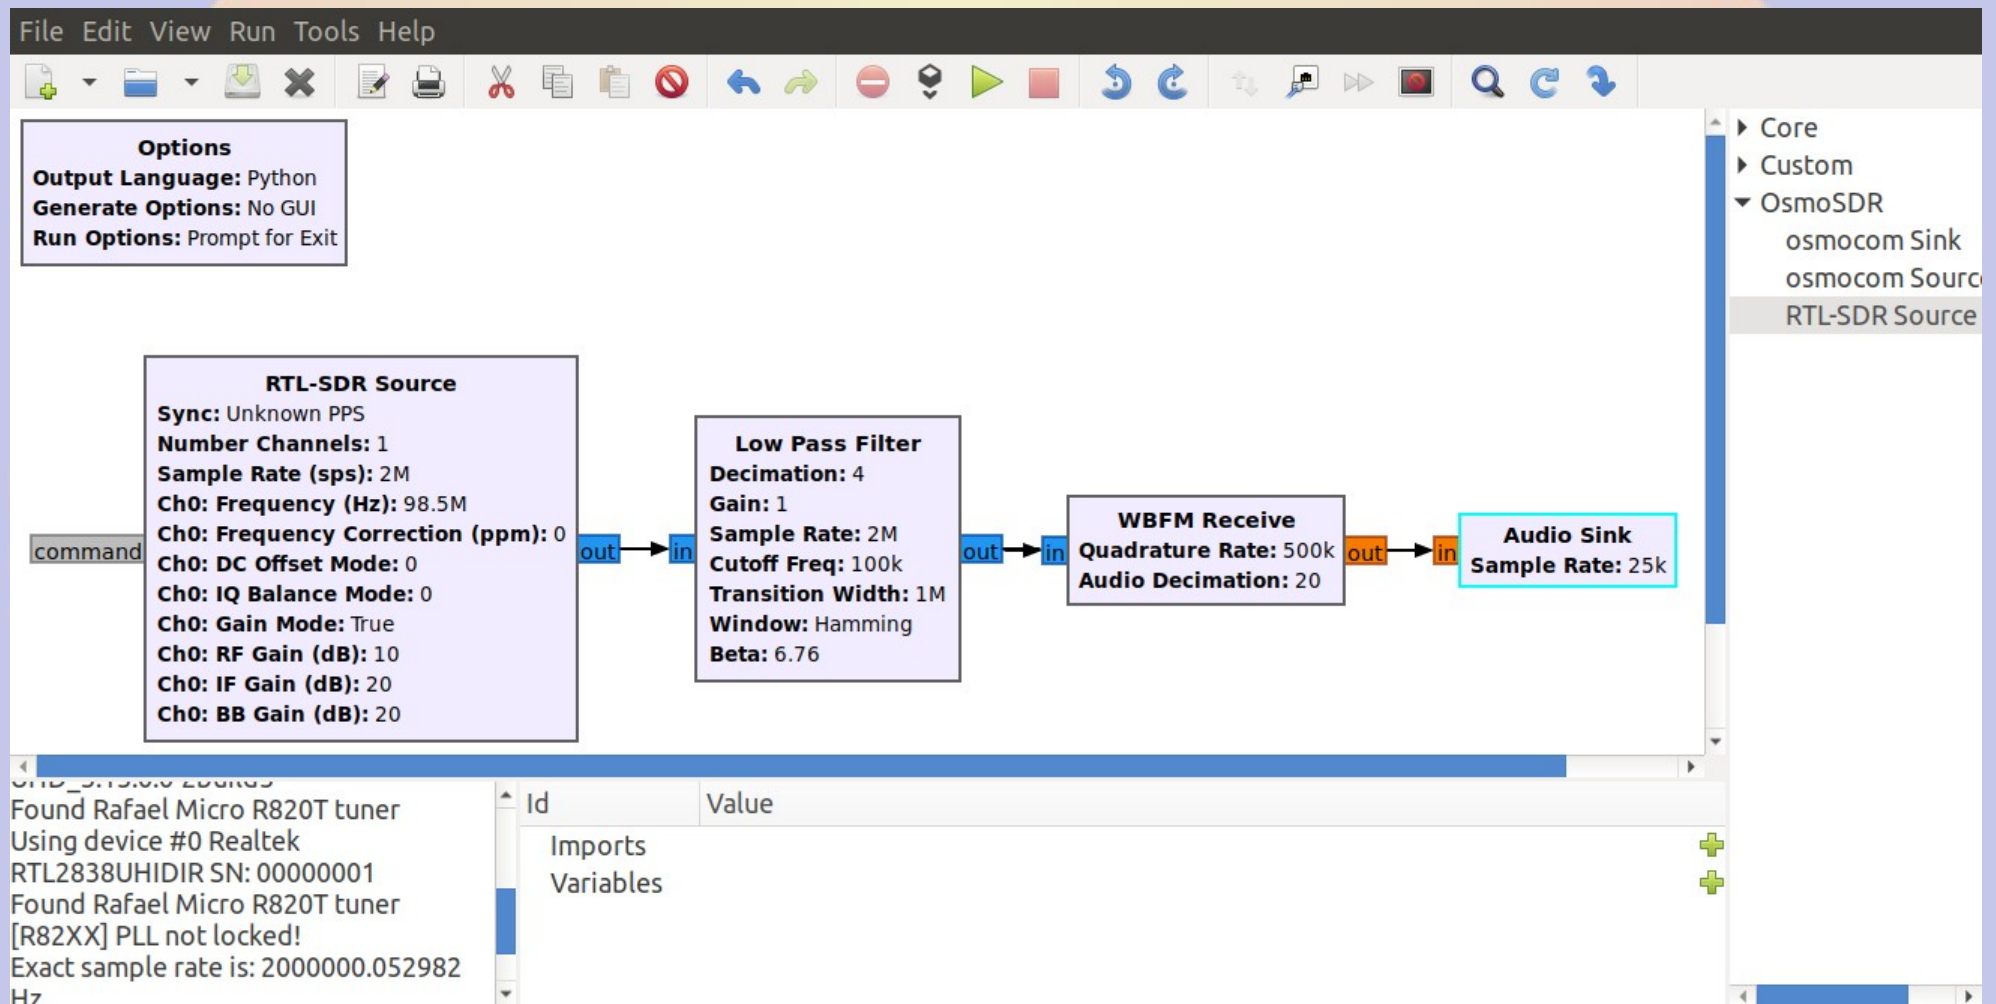 File Edit View Run Tools Help
Options
Output Language: Python
Generate Options: No GUI
Run Options: Prompt for Exit
command
RTL-SDR Source
Sync: Unknown PPS
Number Channels: 1
Sample Rate (sps): 2M
Ch0: Frequency (Hz): 98.5M
Ch0: Frequency Correction (ppm): 0
Ch0: DC Offset Mode: 0
Ch0: IQ Balance Mode: 0
Ch0: Gain Mode: True
Ch0: RF Gain (dB): 10
Ch0: IF Gain (dB): 20
Ch0: BB Gain (dB): 20
out
in
Low Pass Filter
Decimation: 4
Gain: 1
Sample Rate: 2M
Cutoff Freq: 100k
Transition Width: 1M
Window: Hamming
Beta: 6.76
out
in
WBFM Receive
Quadrature Rate: 500k
Audio Decimation: 20
out
in
Audio Sink
Sample Rate: 25k
Core
Custom
OsmoSDR
osmocom Sink
osmocom Sourc
RTL-SDR Source
Found Rafael Micro R820T tuner
Using device #0 Realtek
RTL2838UHIDIR SN: 00000001
Found Rafael Micro R820T tuner
[R82XX] PLL not locked!
Exact sample rate is: 2000000.052982
Hz
Id Value
Imports
Variables